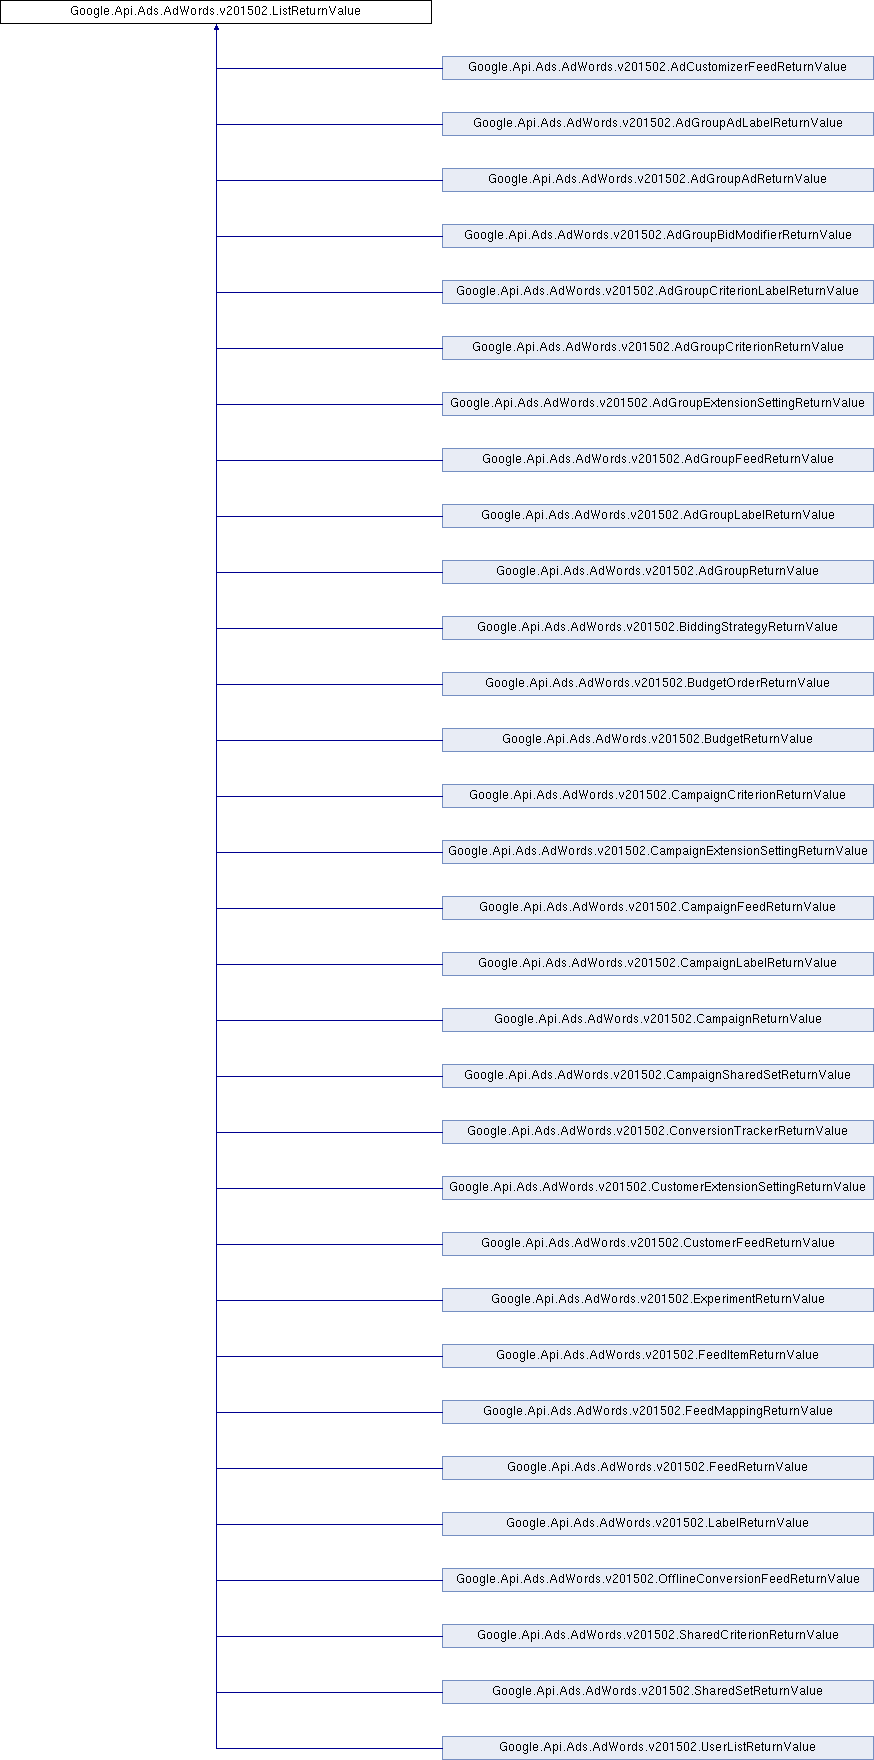 Google.Api.Ads.AdWords.v201502.ListReturnValue
Google.Api.Ads.AdWords.v201502.AdCustomizerFeedReturnValue
Google.Api.Ads.AdWords.v201502.AdGroupAdLabelReturnValue
Google.Api.Ads.AdWords.v201502.AdGroupAdReturnValue
Google.Api.Ads.AdWords.v201502.AdGroupBidModifierReturnValue
Google.Api.Ads.AdWords.v201502.AdGroupCriterionLabelReturnValue
Google.Api.Ads.AdWords.v201502.AdGroupCriterionReturnValue
Google.Api.Ads.AdWords.v201502.AdGroupExtensionSettingReturnValue
Google.Api.Ads.AdWords.v201502.AdGroupFeedReturnValue
Google.Api.Ads.AdWords.v201502.AdGroupLabelReturnValue
Google.Api.Ads.AdWords.v201502.AdGroupReturnValue
Google.Api.Ads.AdWords.v201502.BiddingStrategyReturnValue
Google.Api.Ads.AdWords.v201502.BudgetOrderReturnValue
Google.Api.Ads.AdWords.v201502.BudgetReturnValue
Google.Api.Ads.AdWords.v201502.CampaignCriterionReturnValue
Google.Api.Ads.AdWords.v201502.CampaignExtensionSettingReturnValue
Google.Api.Ads.AdWords.v201502.CampaignFeedReturnValue
Google.Api.Ads.AdWords.v201502.CampaignLabelReturnValue
Google.Api.Ads.AdWords.v201502.CampaignReturnValue
Google.Api.Ads.AdWords.v201502.CampaignSharedSetReturnValue
Google.Api.Ads.AdWords.v201502.ConversionTrackerReturnValue
Google.Api.Ads.AdWords.v201502.CustomerExtensionSettingReturnValue
Google.Api.Ads.AdWords.v201502.CustomerFeedReturnValue
Google.Api.Ads.AdWords.v201502.ExperimentReturnValue
Google.Api.Ads.AdWords.v201502.FeedItemReturnValue
Google.Api.Ads.AdWords.v201502.FeedMappingReturnValue
Google.Api.Ads.AdWords.v201502.FeedReturnValue
Google.Api.Ads.AdWords.v201502.LabelReturnValue
Google.Api.Ads.AdWords.v201502.OfflineConversionFeedReturnValue
Google.Api.Ads.AdWords.v201502.SharedCriterionReturnValue
Google.Api.Ads.AdWords.v201502.SharedSetReturnValue
Google.Api.Ads.AdWords.v201502.UserListReturnValue